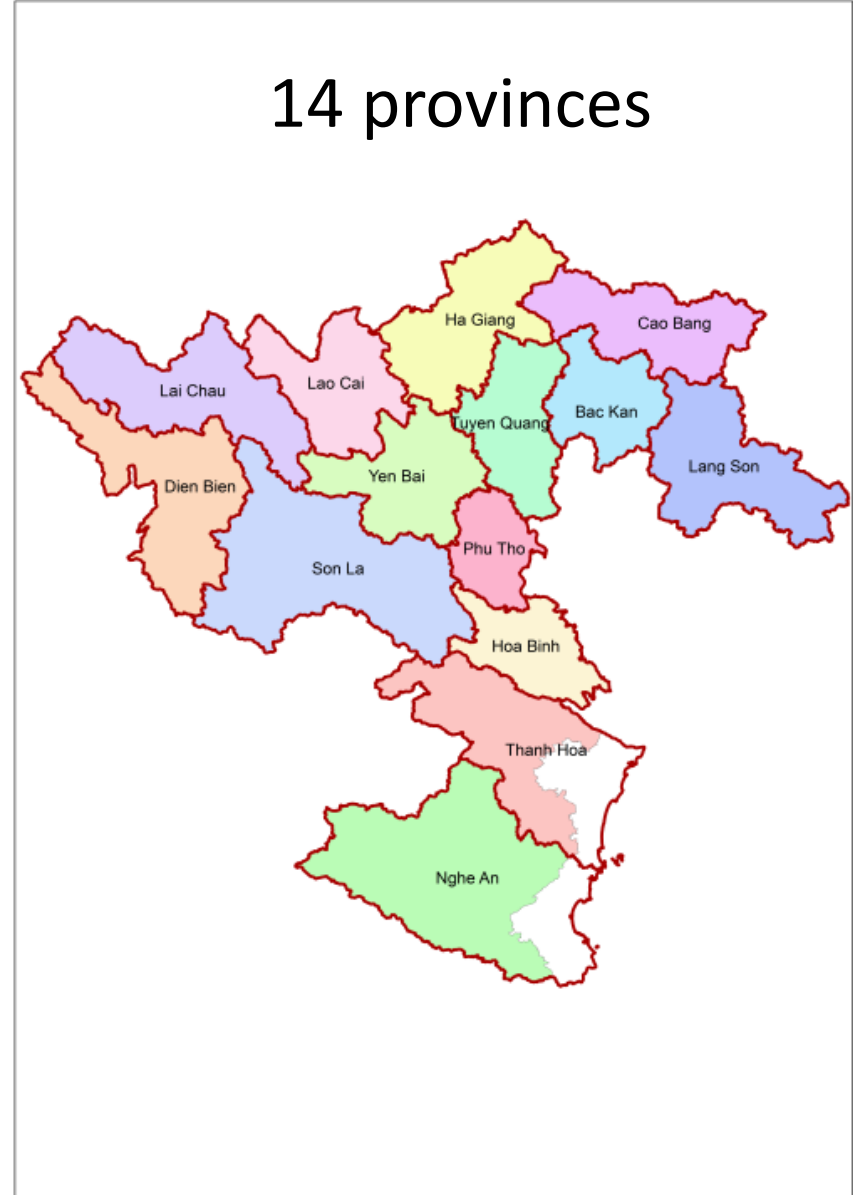 14 provinces
Ha Giang
Cao Bang
Lao Cai
Lai Chau
Bac Kan
Tuyen Quang
Lang Son
Yen Bai
Dien Bien
Phu Tho
Son La
Hoa Binh
Thanh Hoa
Nghe An